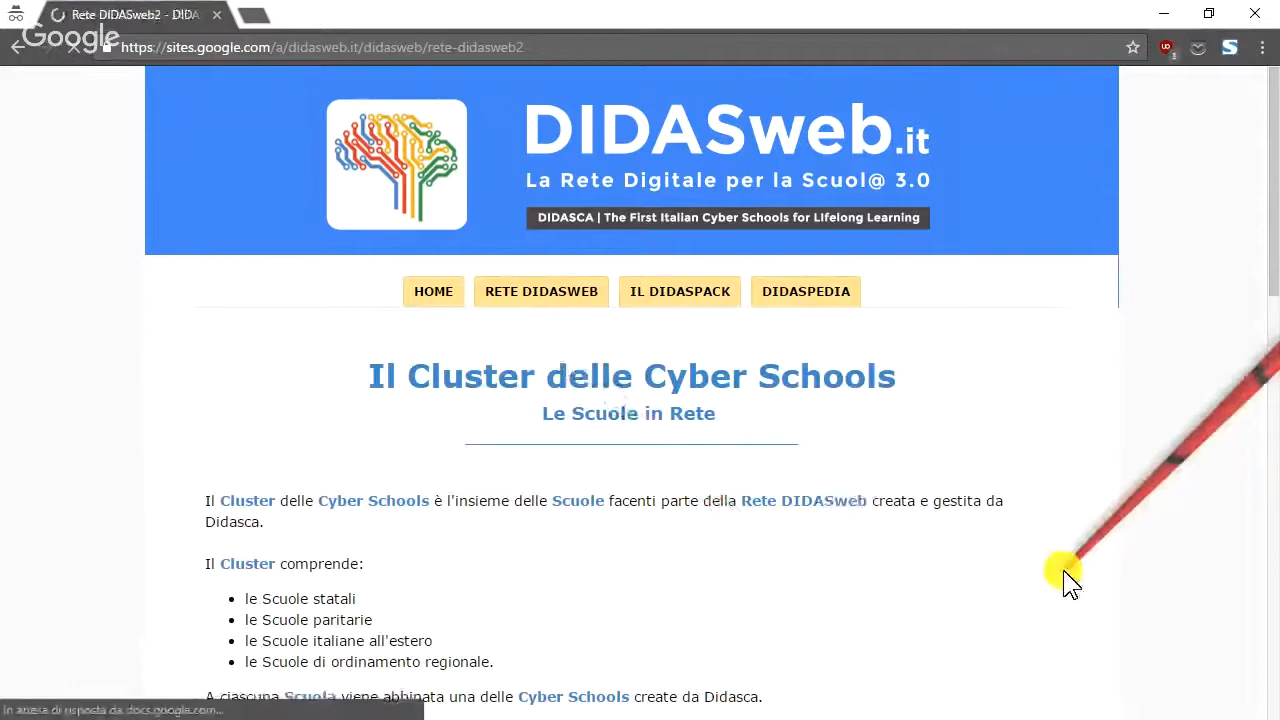 Rete DIDASweb2 - DIDA
Google
https://sites.google.com/a/didasweb.it/didasweb/rete-didasweb2
DIDASweb.it
La Rete Digitale per la Scuol@ 3.0
DIDASCA | The First Italian Cyber Schools for LIfelong Learning
HOME
RETE DIDASWEB
IL DIDASPACK
DIDASPEDIA
Il Cluster delle Cyber Schools
Le Scuole in Rete
Il Cluster delle Cyber Schools è l'insieme delle Scuole facenti parte della Rete DIDASweb creata e gestita da
Didasca.
Il Cluster comprende:
• le Scuole statali
• le Scuole paritarie
• le Scuole italiane all'estero
• le Scuole di ordinamento regionale.
A ciascuna Scuola viene abbinata una delle Cyber Schools create da Didasca.
In attesa di risposta da docs.google.com...